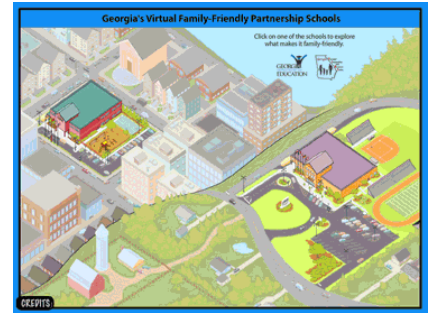 Georgia's Virtual Family-Friendly Partnership Schools
Click on one of the schools to explore
what makes it family-friendly.
GEORGIA
EDUCATION
CREDITS